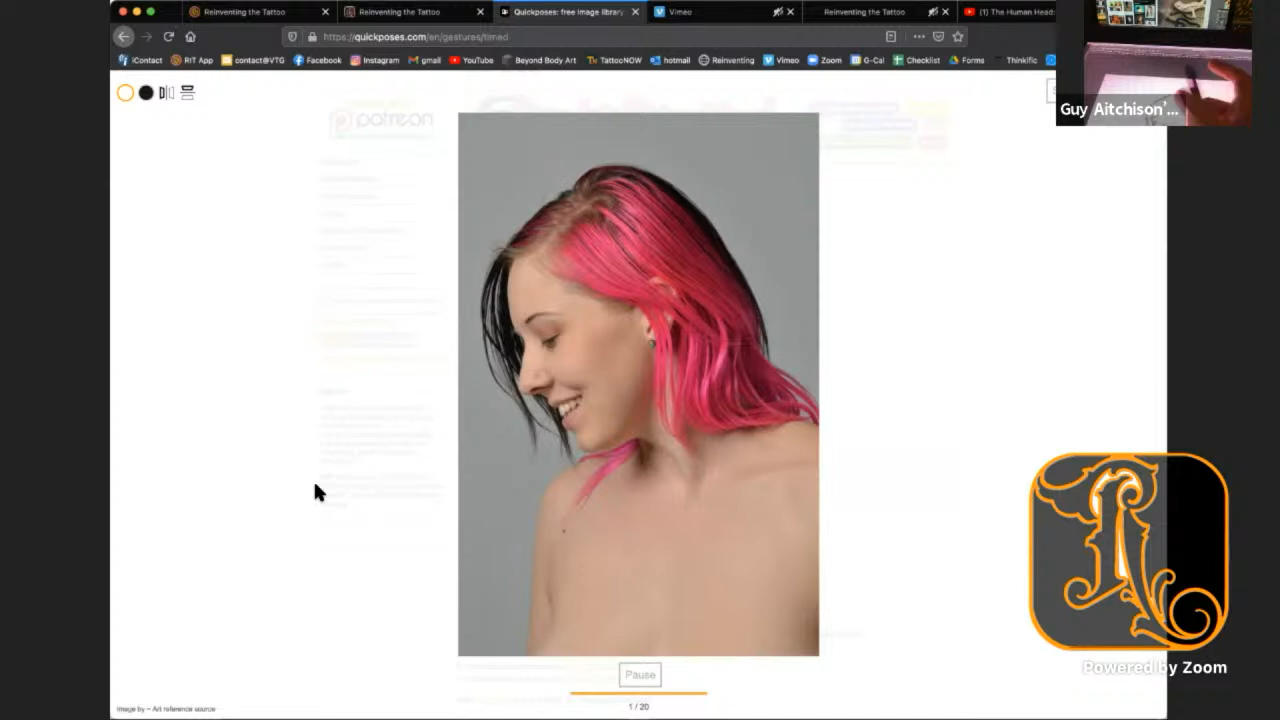 Reinventing the Tattoo
Reinventing the Tattoo
Quickposes: free image library
Vimeo
Reinventing the Tattoo
(1) The Human Head:
https://quickposes.com/en/gestures/timed
iContact
RIT App
contact@VTG
Facebook
Instagram
gmail
YouTube
Beyond Body Art
TattooNOW
hotmail
Reinventing
Vimeo
Zoom
G-Cal
Checklist
Forms
Thinkific
Guy Aitchison'...
patreon
Pause
1 / 20
Image by – Art reference source
Powered by Zoom